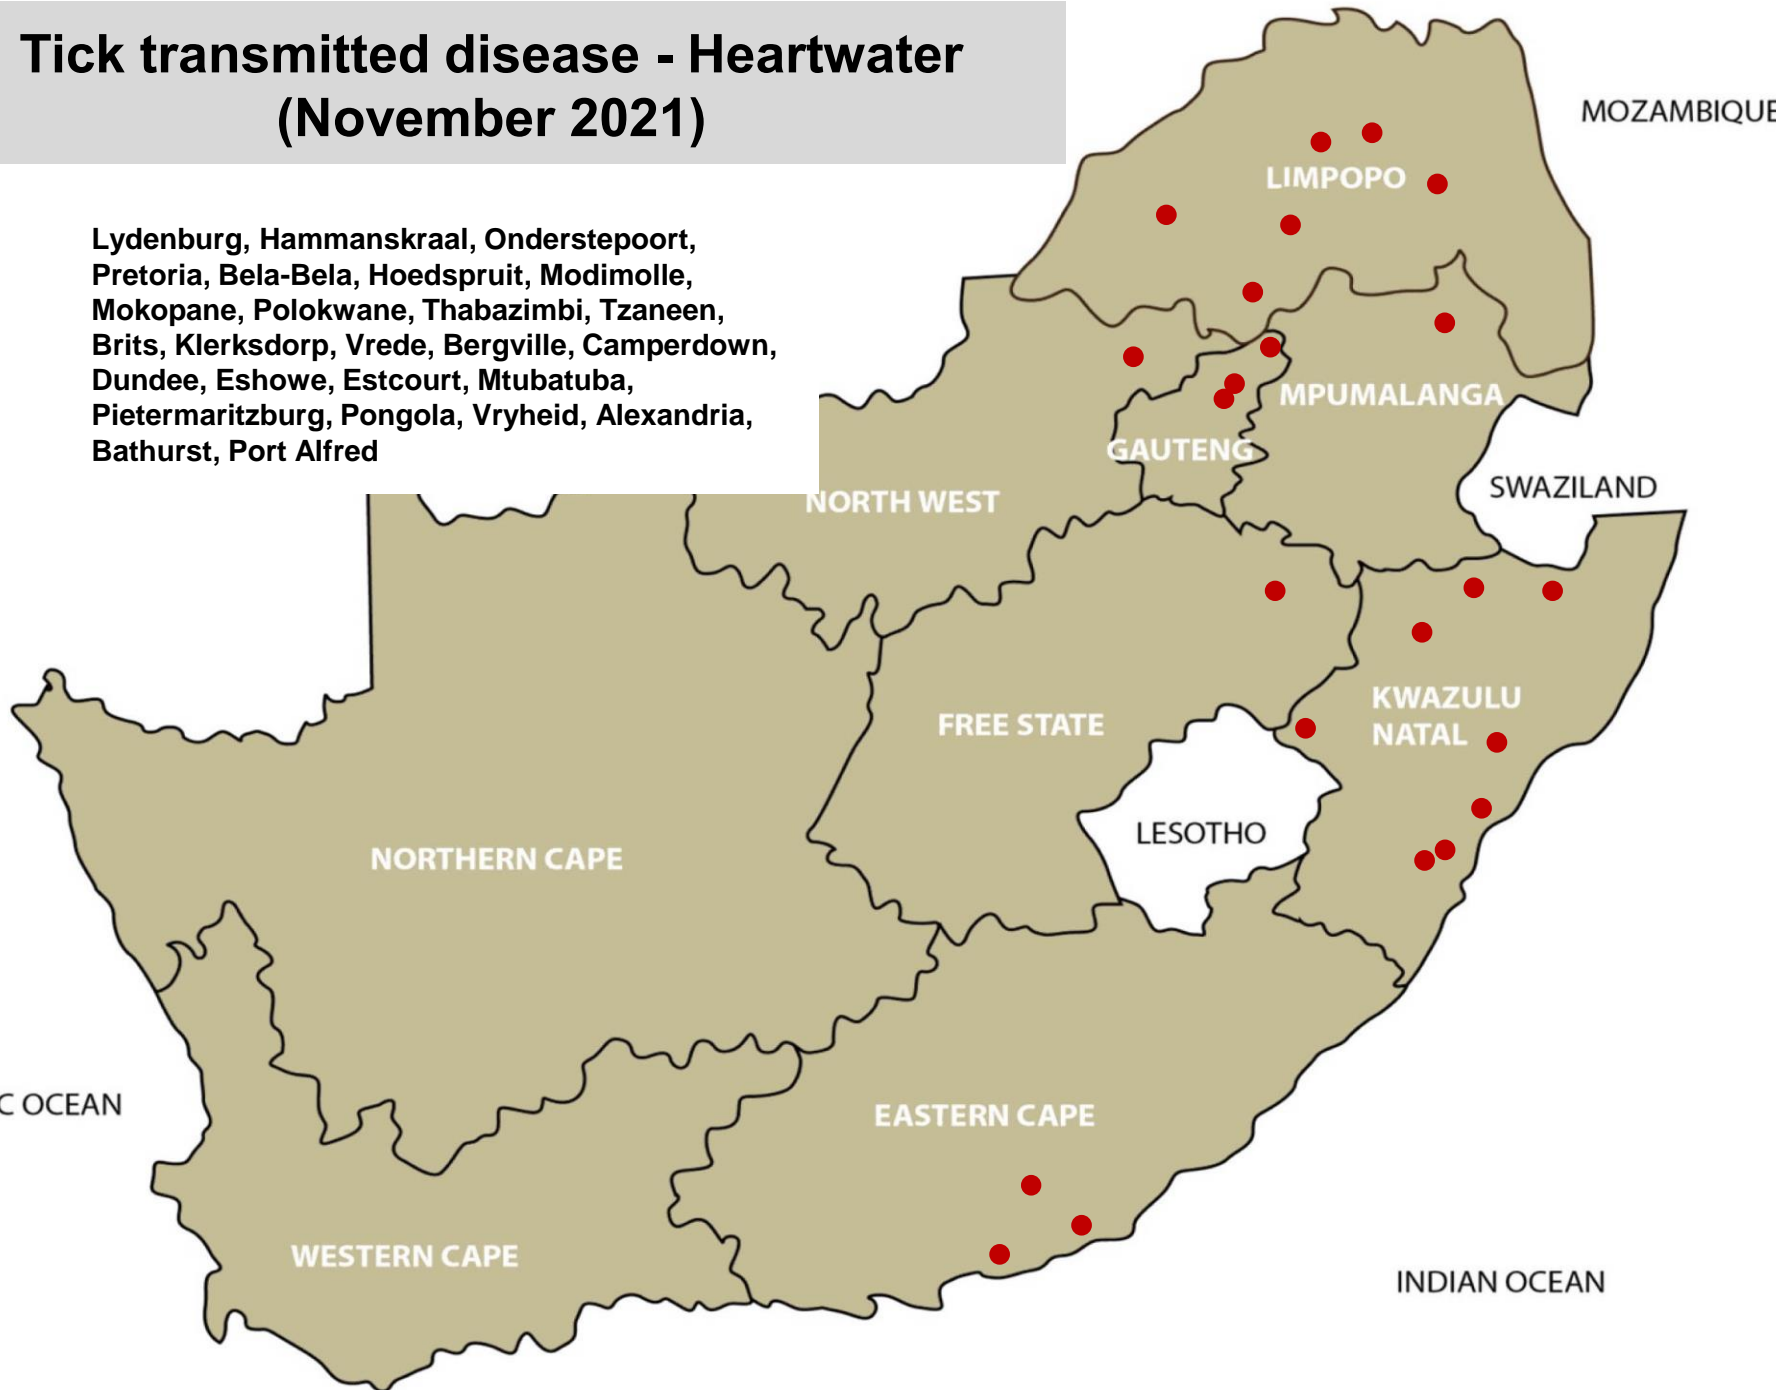 Tick transmitted disease - Heartwater
(November 2021)
Lydenburg, Hammanskraal, Onderstepoort,
Pretoria, Bela-Bela, Hoedspruit, Modimolle,
Mokopane, Polokwane, Thabazimbi, Tzaneen,
Brits, Klerksdorp, Vrede, Bergville, Camperdown,
Dundee, Eshowe, Estcourt, Mtubatuba,
Pietermaritzburg, Pongola, Vryheid, Alexandria,
Bathurst, Port Alfred
MOZAMBIQUE
LIMPOPO
MPUMALANGA
GAUTENG
SWAZILAND
NORTH WEST
KWAZULU
NATAL
FREE STATE
LESOTHO
NORTHERN CAPE
C OCEAN
EASTERN CAPE
WESTERN CAPE
INDIAN OCEAN